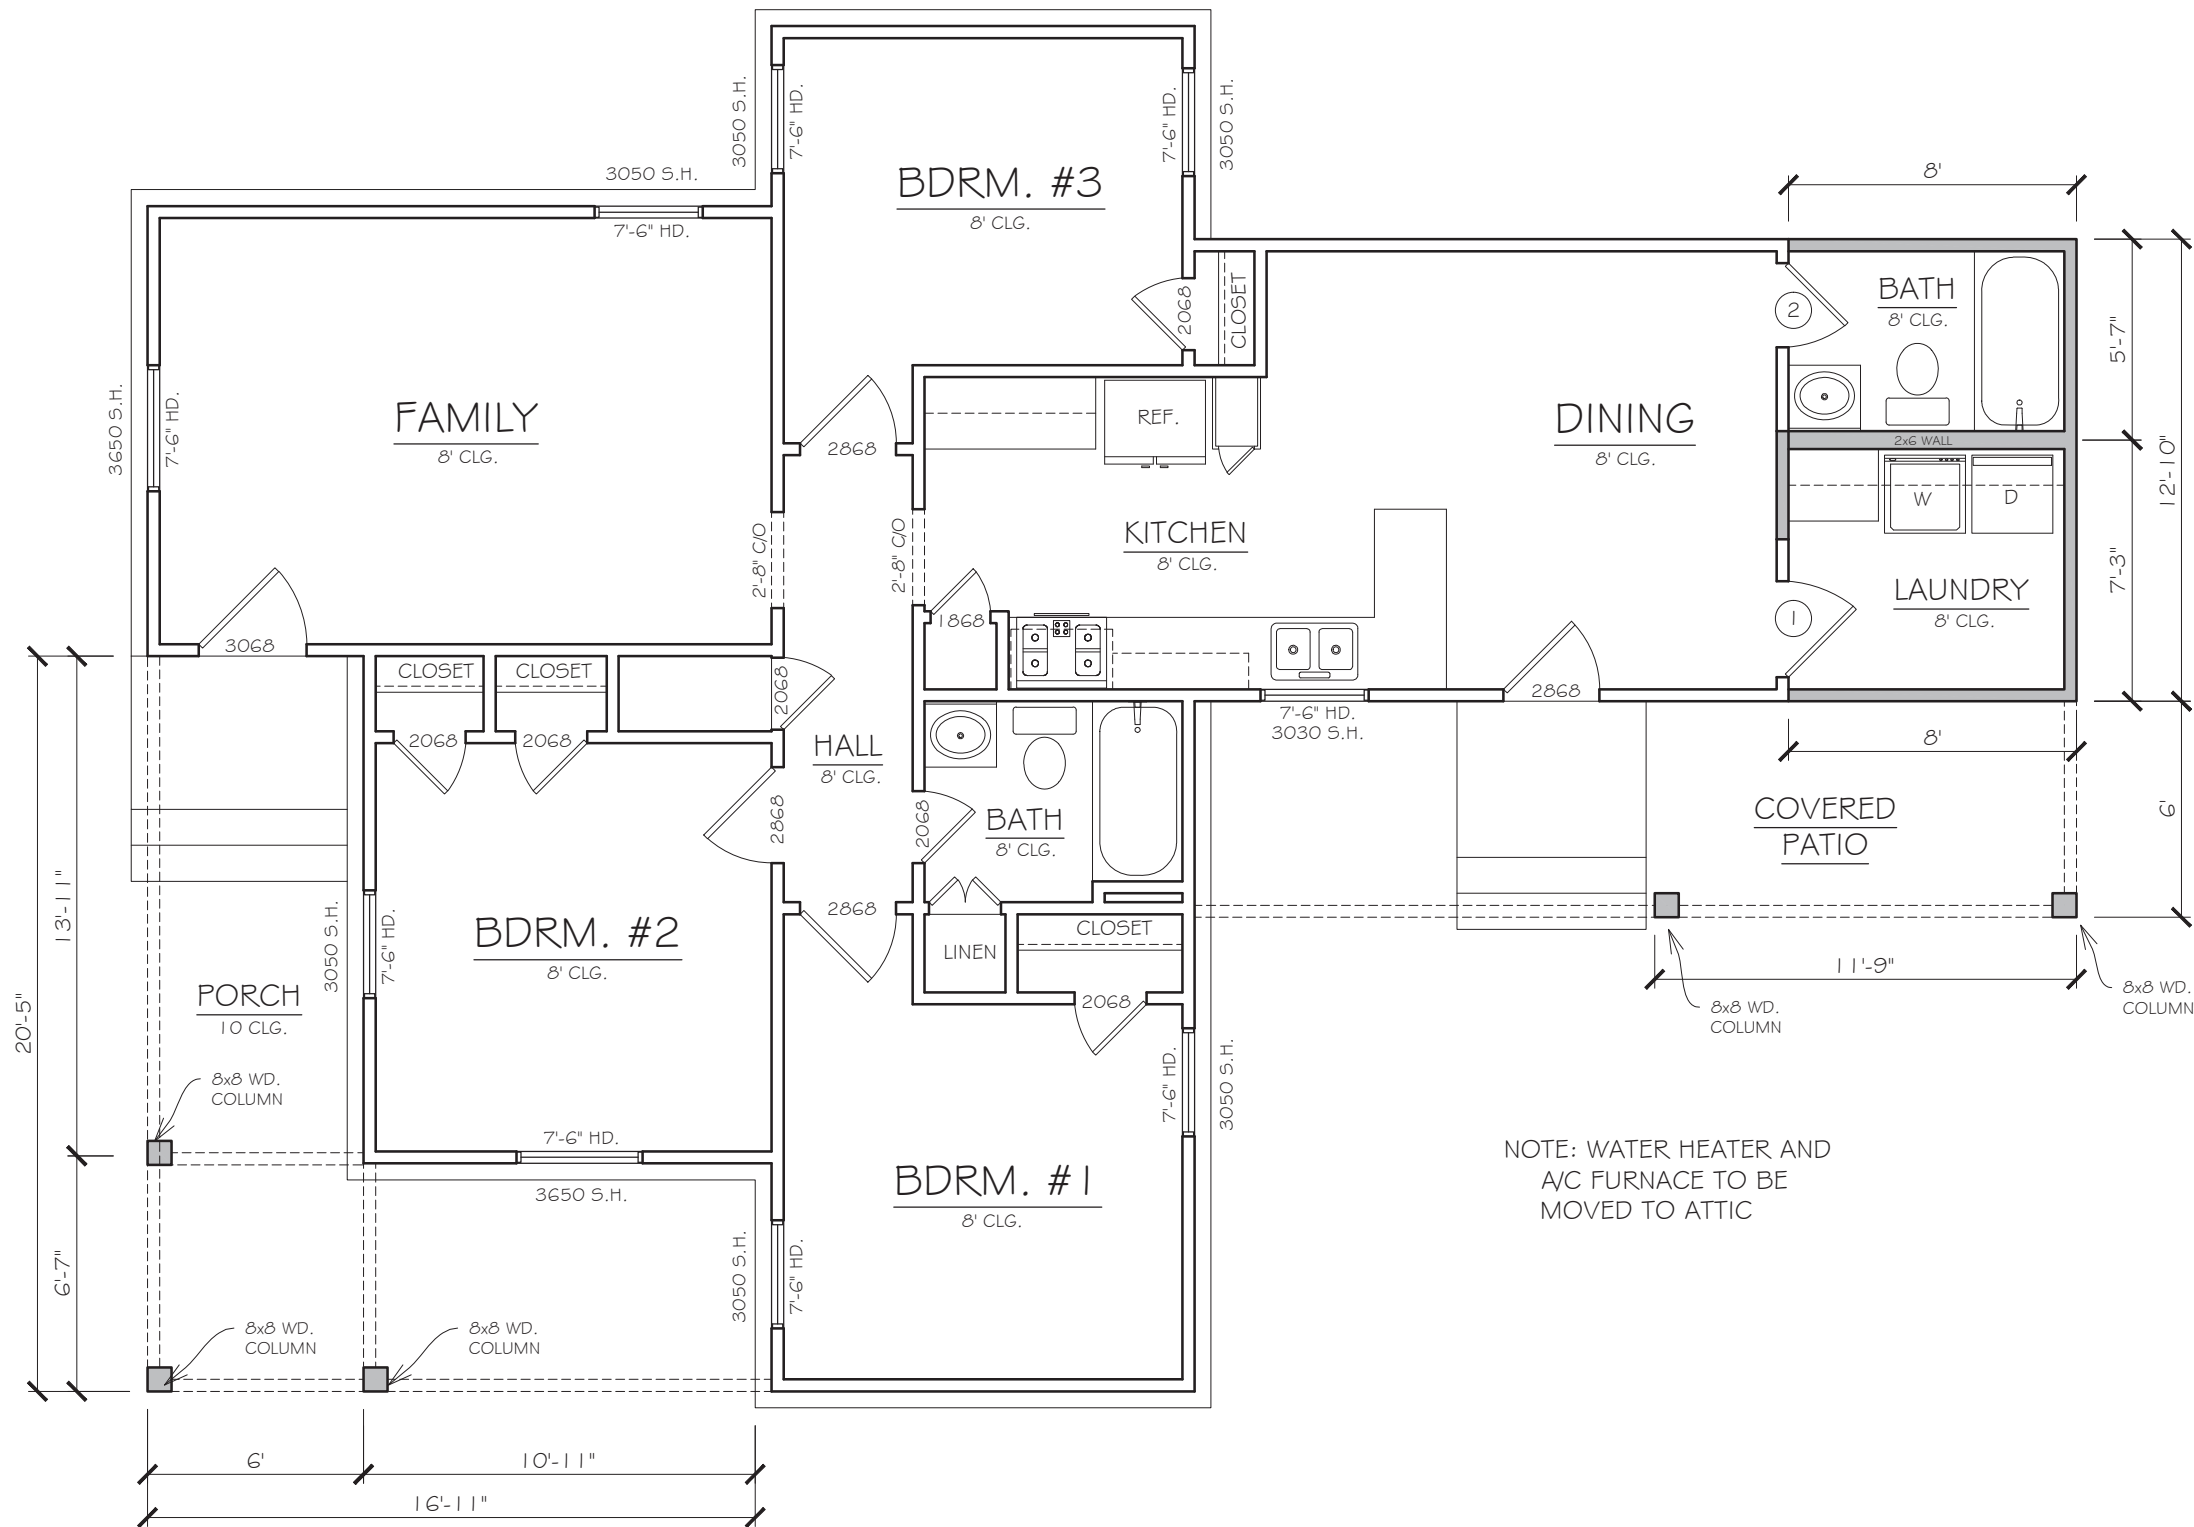 3050 S.H.
7'-6" HD.
3050 S.H.
7'-6" HD.
BDRM. #3
8' CLG.
7'-6" HD.
3050 S.H.
2068
CLOSET
8'
3650 S.H.
7'-6" HD.
FAMILY
8' CLG.
3068
2'-8" C/O
2868
2'-8" C/O
REF.
KITCHEN
8' CLG.
1868
DINING
8' CLG.
2
BATH
8' CLG.
2x6 WALL
W
D
LAUNDRY
8' CLG.
1
5'-7"
7'-3"
12'-10"
CLOSET
CLOSET
2068
2068
2068
HALL
8' CLG.
2868
2068
BATH
8' CLG.
7'-6" HD.
3030 S.H.
2868
8'
COVERED
PATIO
6'
11'-9"
8x8 WD.
COLUMN
8x8 WD.
COLUMN
2868
LINEN
CLOSET
2068
3050 S.H.
7'-6" HD.
BDRM. #2
8' CLG.
7'-6" HD.
3650 S.H.
PORCH
10 CLG.
8x8 WD.
COLUMN
13'-11"
20'-5"
6'-7"
8x8 WD.
COLUMN
8x8 WD.
COLUMN
3050 S.H.
7'-6" HD.
BDRM. #1
8' CLG.
7'-6" HD.
3050 S.H.
NOTE: WATER HEATER AND
A/C FURNACE TO BE
MOVED TO ATTIC
6'
10'-11"
16'-11"